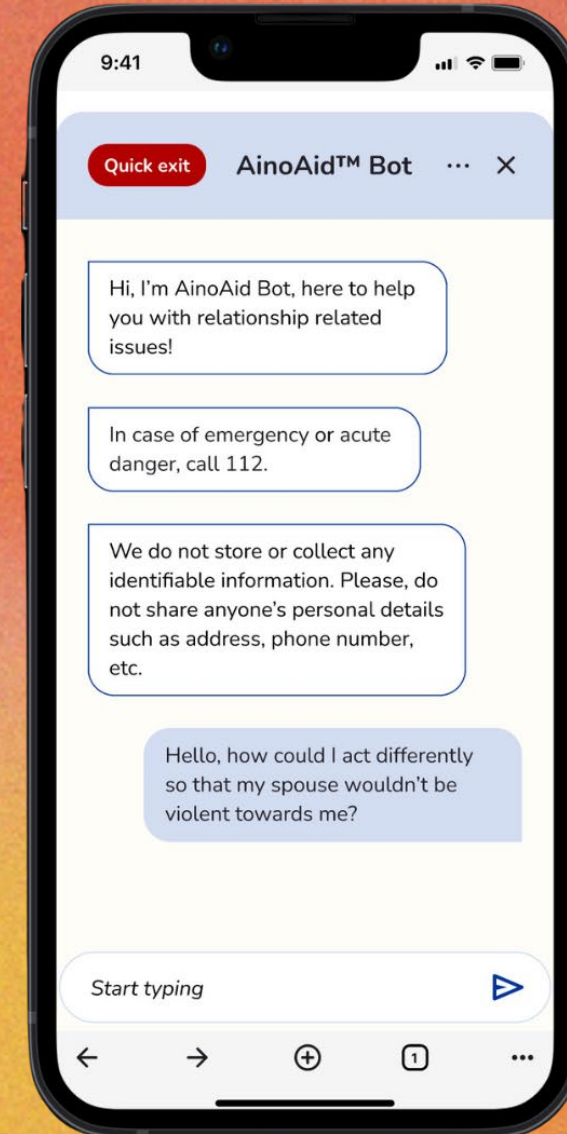 9:41
Quick exit
AinoAid™ Bot
Hi, I'm AinoAid Bot, here to help
you with relationship related
issues!
In case of emergency or acute
danger, call 112.
We do not store or collect any
identifiable information. Please, do
not share anyone's personal details
such as address, phone number,
etc.
Hello, how could I act differently
so that my spouse wouldn't be
violent towards me?
Start typing
1